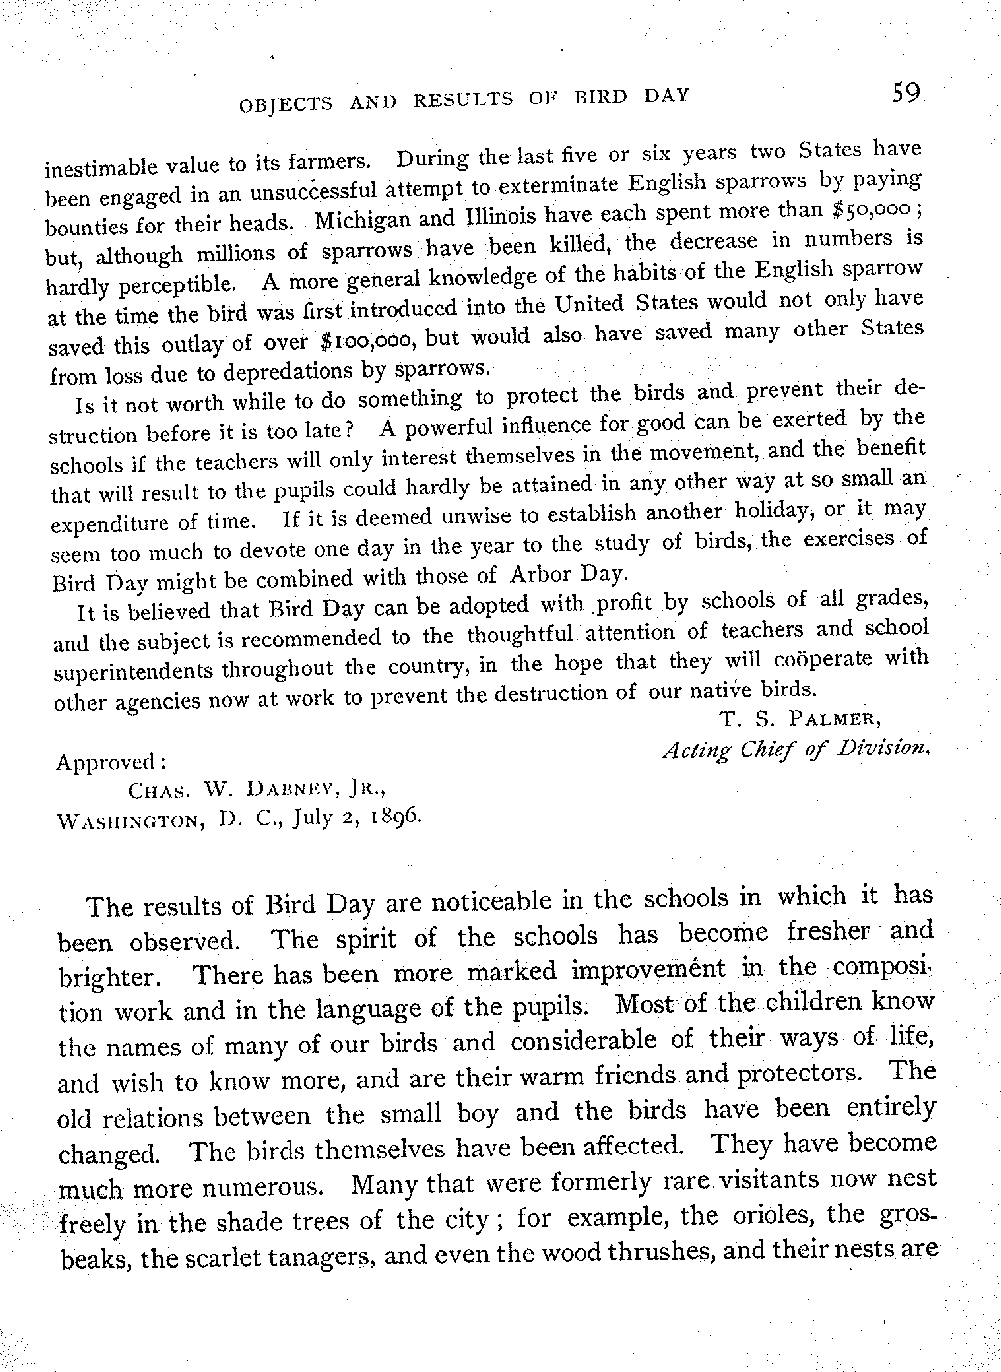 OBJECTS AND RESULTS OF BIRD DAY 59
inestimable value to its farmers. During the last five or six years two States have
been engaged in an unsuccessful attempt to exterminate English sparrows by paying
bounties for their heads. Michigan and Illinois have each spent more than $50,000;
but, although millions of sparrows have been killed, the decrease in numbers is
hardly perceptible. A more general knowledge of the habits of the English sparrow
at the time the bird was first introduced into the United States would not only have
saved this outlay of over $100,000, but would also have saved many other States
from loss due to depredations by sparrows.
Is it not worth while to do something to protect the birds and prevent their de-
struction before it is too late? A powerful influence for good can be exerted by the
schools if the teachers will only interest themselves in the movement, and the benefit
that will result to the pupils could hardly be attained in any other way at so small an
expenditure of time. If it is deemed unwise to establish another holiday, or it may
seem too much to devote one day in the year to the study of birds, the exercises of
Bird Day might be combined with those of Arbor Day.
It is believed that Bird Day can be adopted with profit by schools of all grades,
and the subject is recommended to the thoughtful attention of teachers and school
superintendents throughout the country, in the hope that they will coöperate with
other agencies now at work to prevent the destruction of our native birds.
T. S. PALMER,
Acting Chief of Division.
Approved:
CHAS. W. DABNEY, JR.,
WASHINGTON, D. C., July 2, 1896.
The results of Bird Day are noticeable in the schools in which it has
been observed. The spirit of the schools has become fresher and
brighter. There has been more marked improvement in the composi-
tion work and in the language of the pupils. Most of the children know
the names of many of our birds and considerable of their ways of life,
and wish to know more, and are their warm friends and protectors. The
old relations between the small boy and the birds have been entirely
changed. The birds themselves have been affected. They have become
much more numerous. Many that were formerly rare visitants now nest
freely in the shade trees of the city; for example, the orioles, the gros-
beaks, the scarlet tanagers, and even the wood thrushes, and their nests are